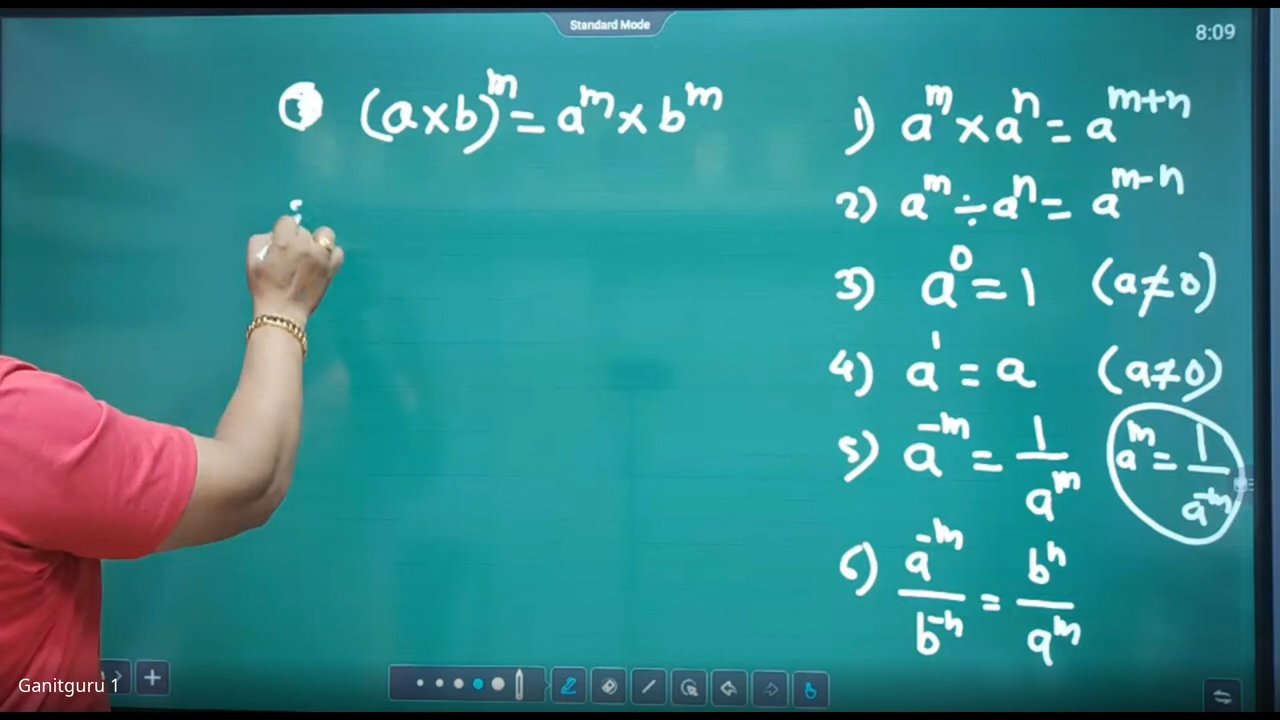 Standard Mode
8:09
(a×b)^m = a^m × b^m
1) a^m × a^n = a^(m+n)
2) a^m ÷ a^n = a^(m-n)
3) a^0 = 1 (a≠0)
4) a^1 = a (a≠0)
5) a^-m = 1/a^m a^m = 1/a^-m
6) a^-m/b^-n = b^n/a^m
Ganitguru 1